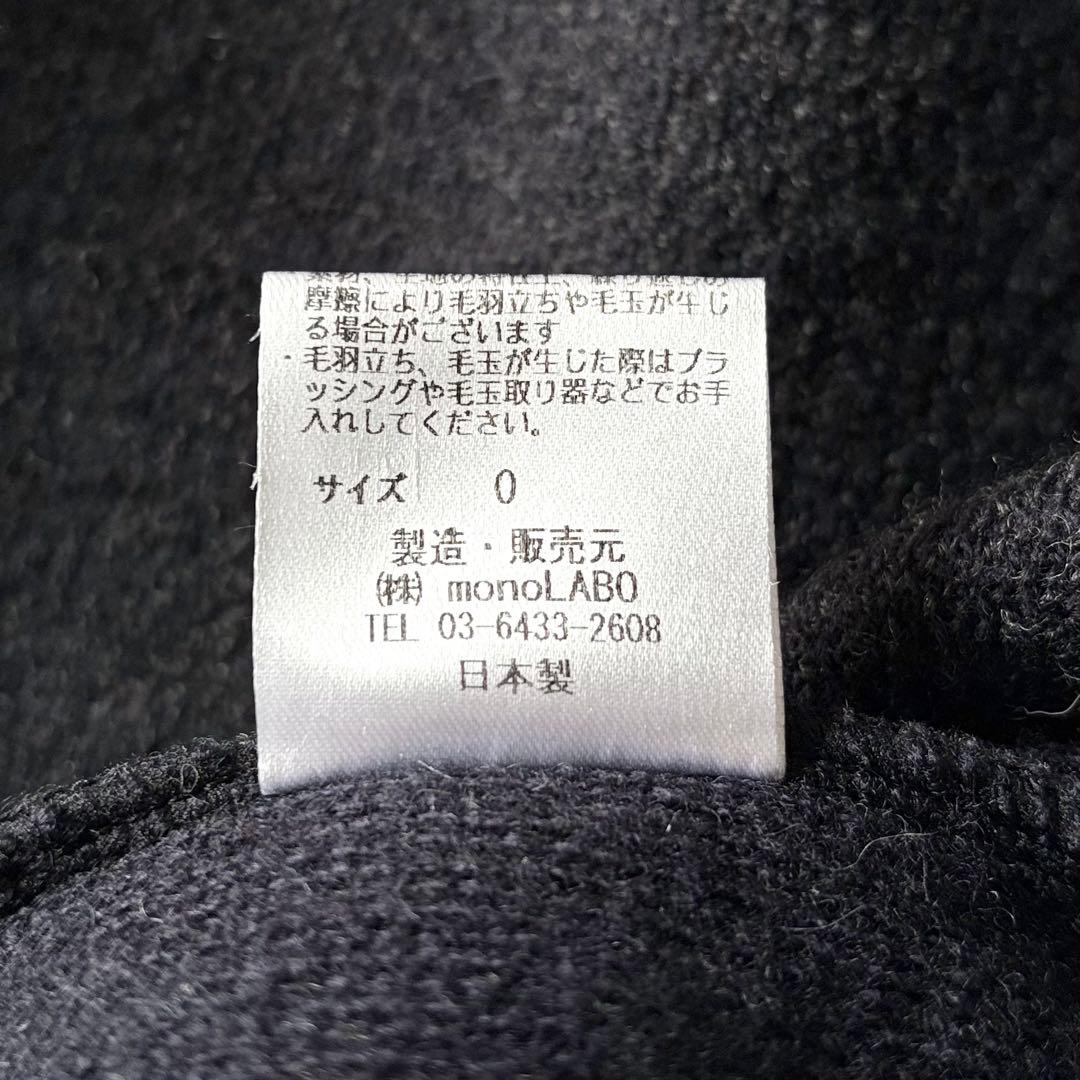 摩擦により毛羽立ちや毛玉が生じ
る場合がございます
・毛羽立ち、毛玉が生じた際はブラ
ッシングや毛玉取り器などでお手
入れしてください。
サイズ 0
製造・販売元
(株) monoLABO
TEL 03-6433-2608
日本製